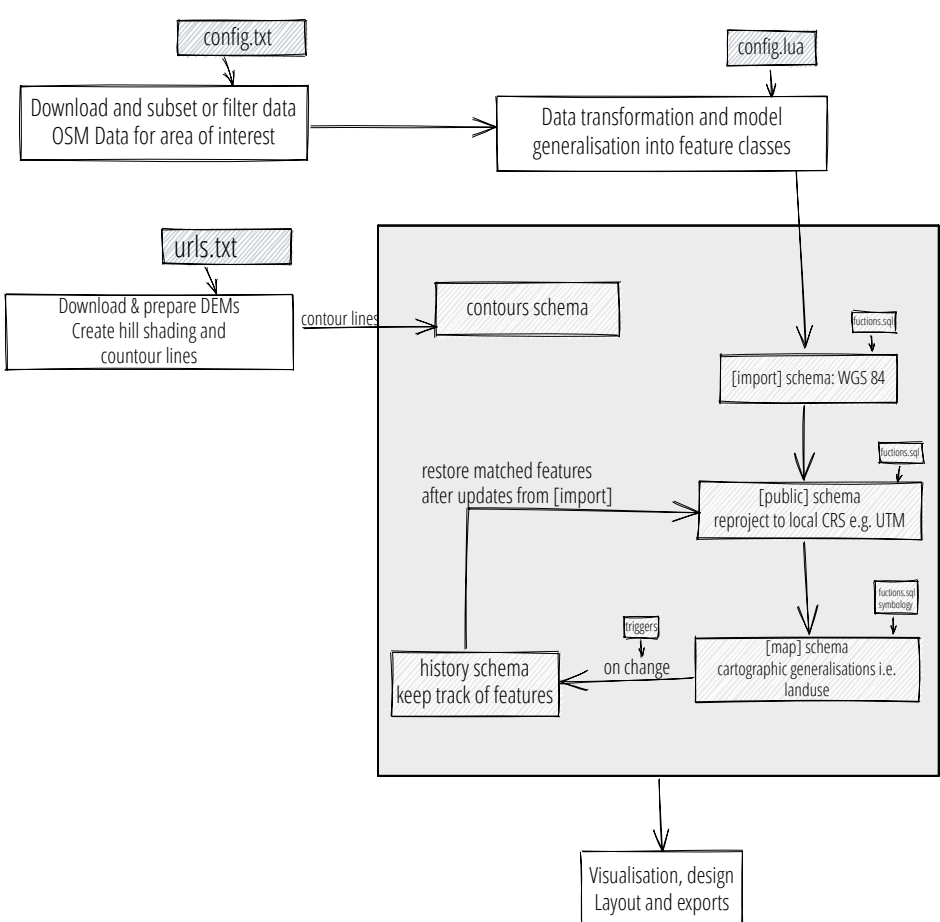 config.txt
Download and subset or filter data
OSM Data for area of interest
config.lua
Data transformation and model
generalisation into feature classes
urls.txt
Download & prepare DEMs
Create hill shading and
countour lines
contour lines
contours schema
fuctions.sql
[import] schema: WGS 84
fuctions.sql
[public] schema
reproject to local CRS e.g. UTM
restore matched features
after updates from [import]
fuctions.sql
symbology
[map] schema
cartographic generalisations i.e.
landuse
triggers
on change
history schema
keep track of features
Visualisation, design
Layout and exports